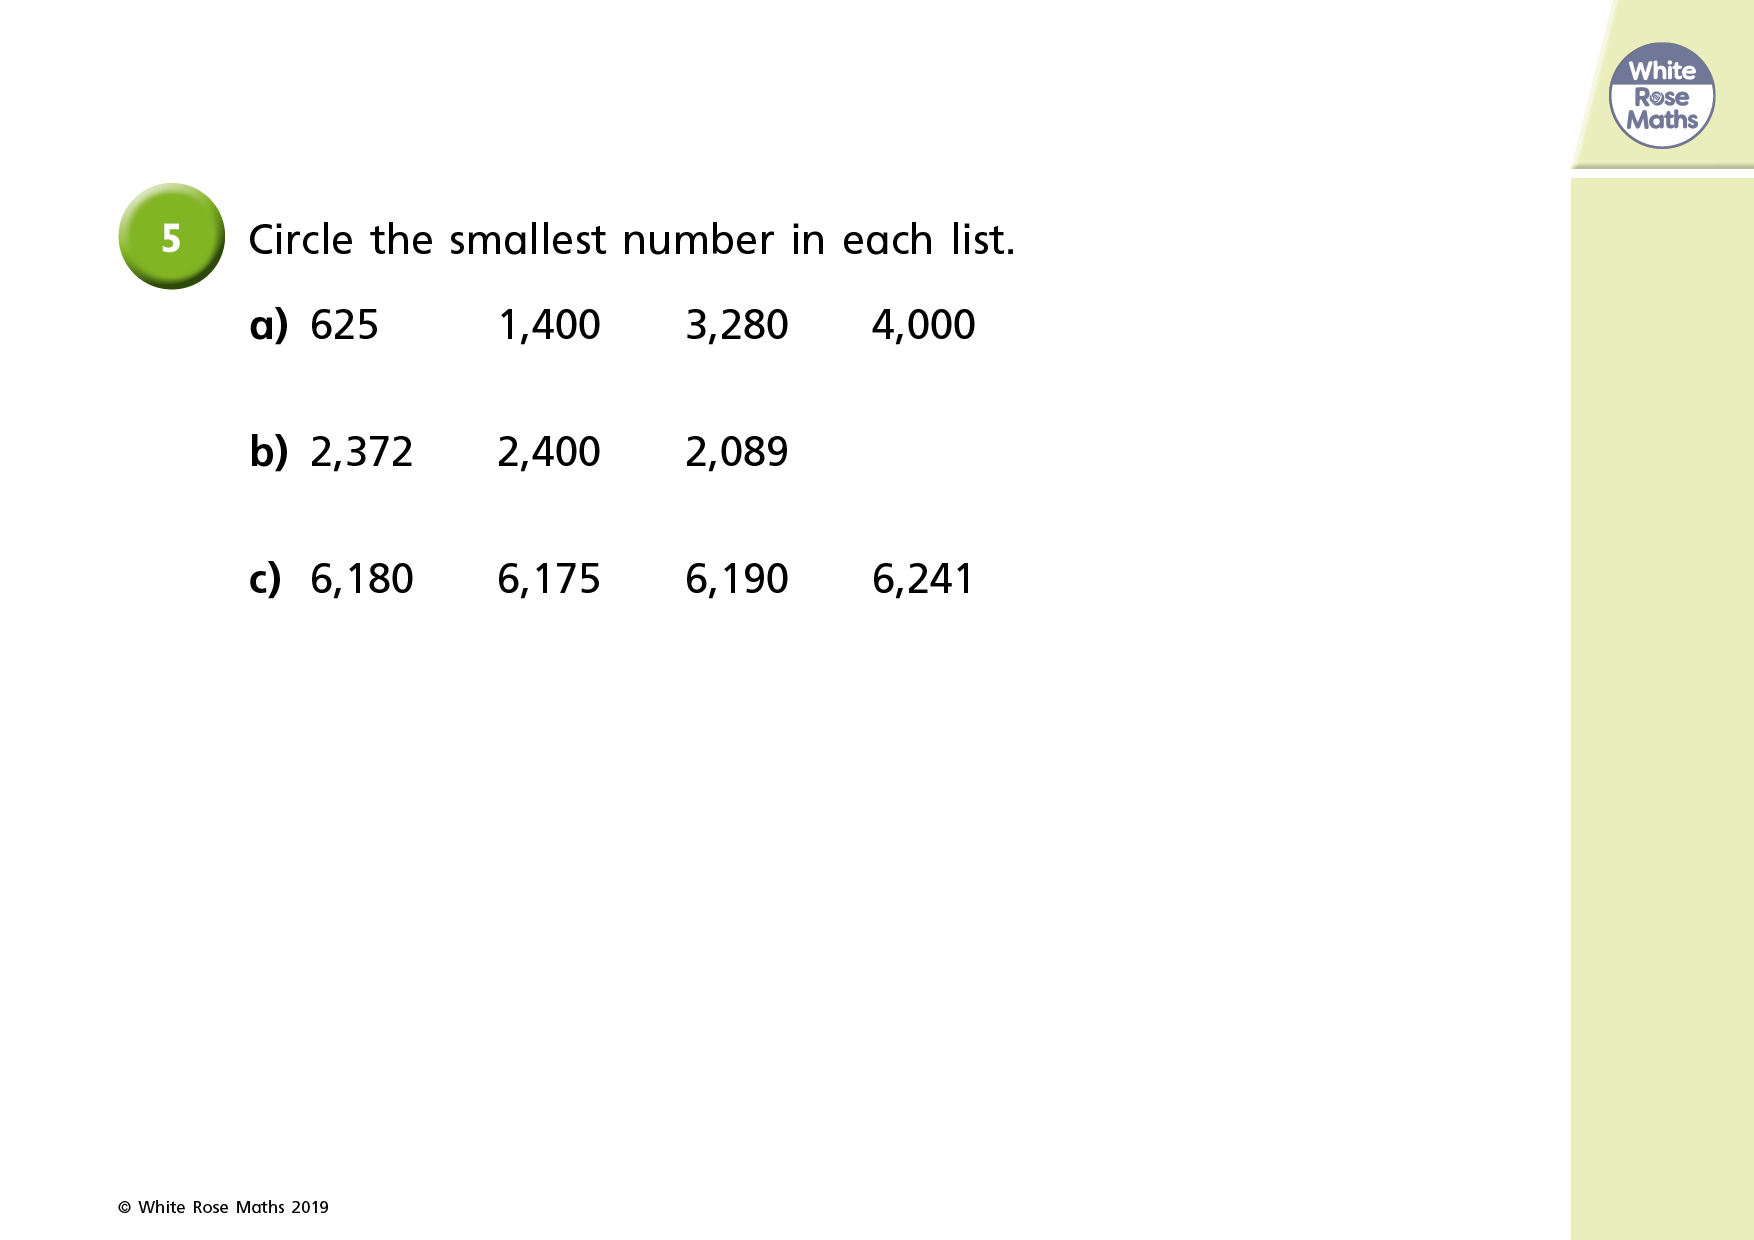 White
Rose
Maths
5 Circle the smallest number in each list.
a) 625 1,400 3,280 4,000
b) 2,372 2,400 2,089
c) 6,180 6,175 6,190 6,241
© White Rose Maths 2019